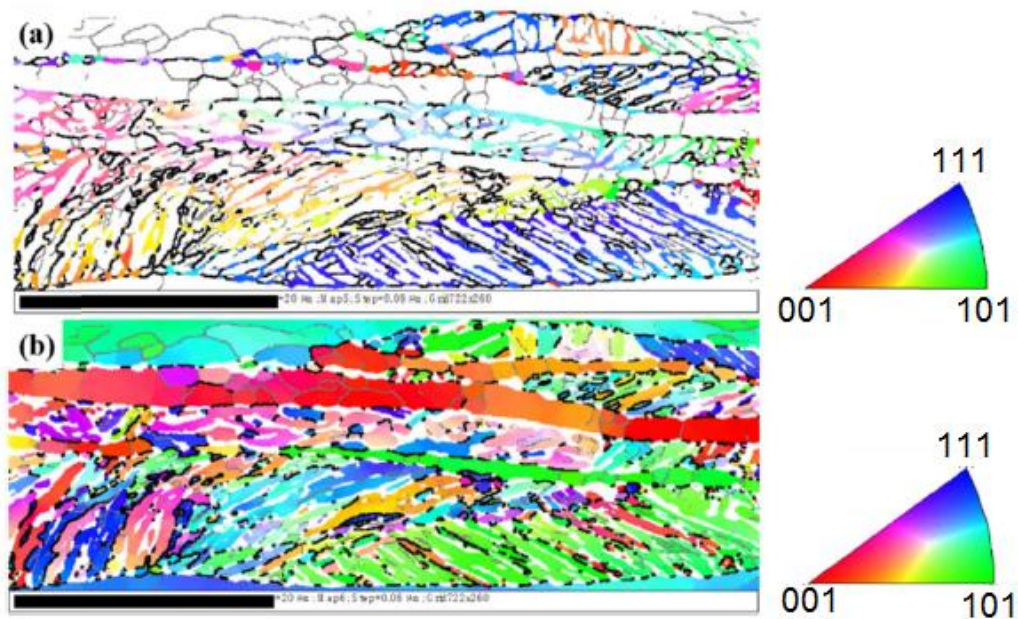 (a)
111
001
101
=20 µm; Map5; Step=0.08 µm; Grid722x260
(b)
111
001
101
=20 µm; Map6; Step=0.08 µm; Grid722x260